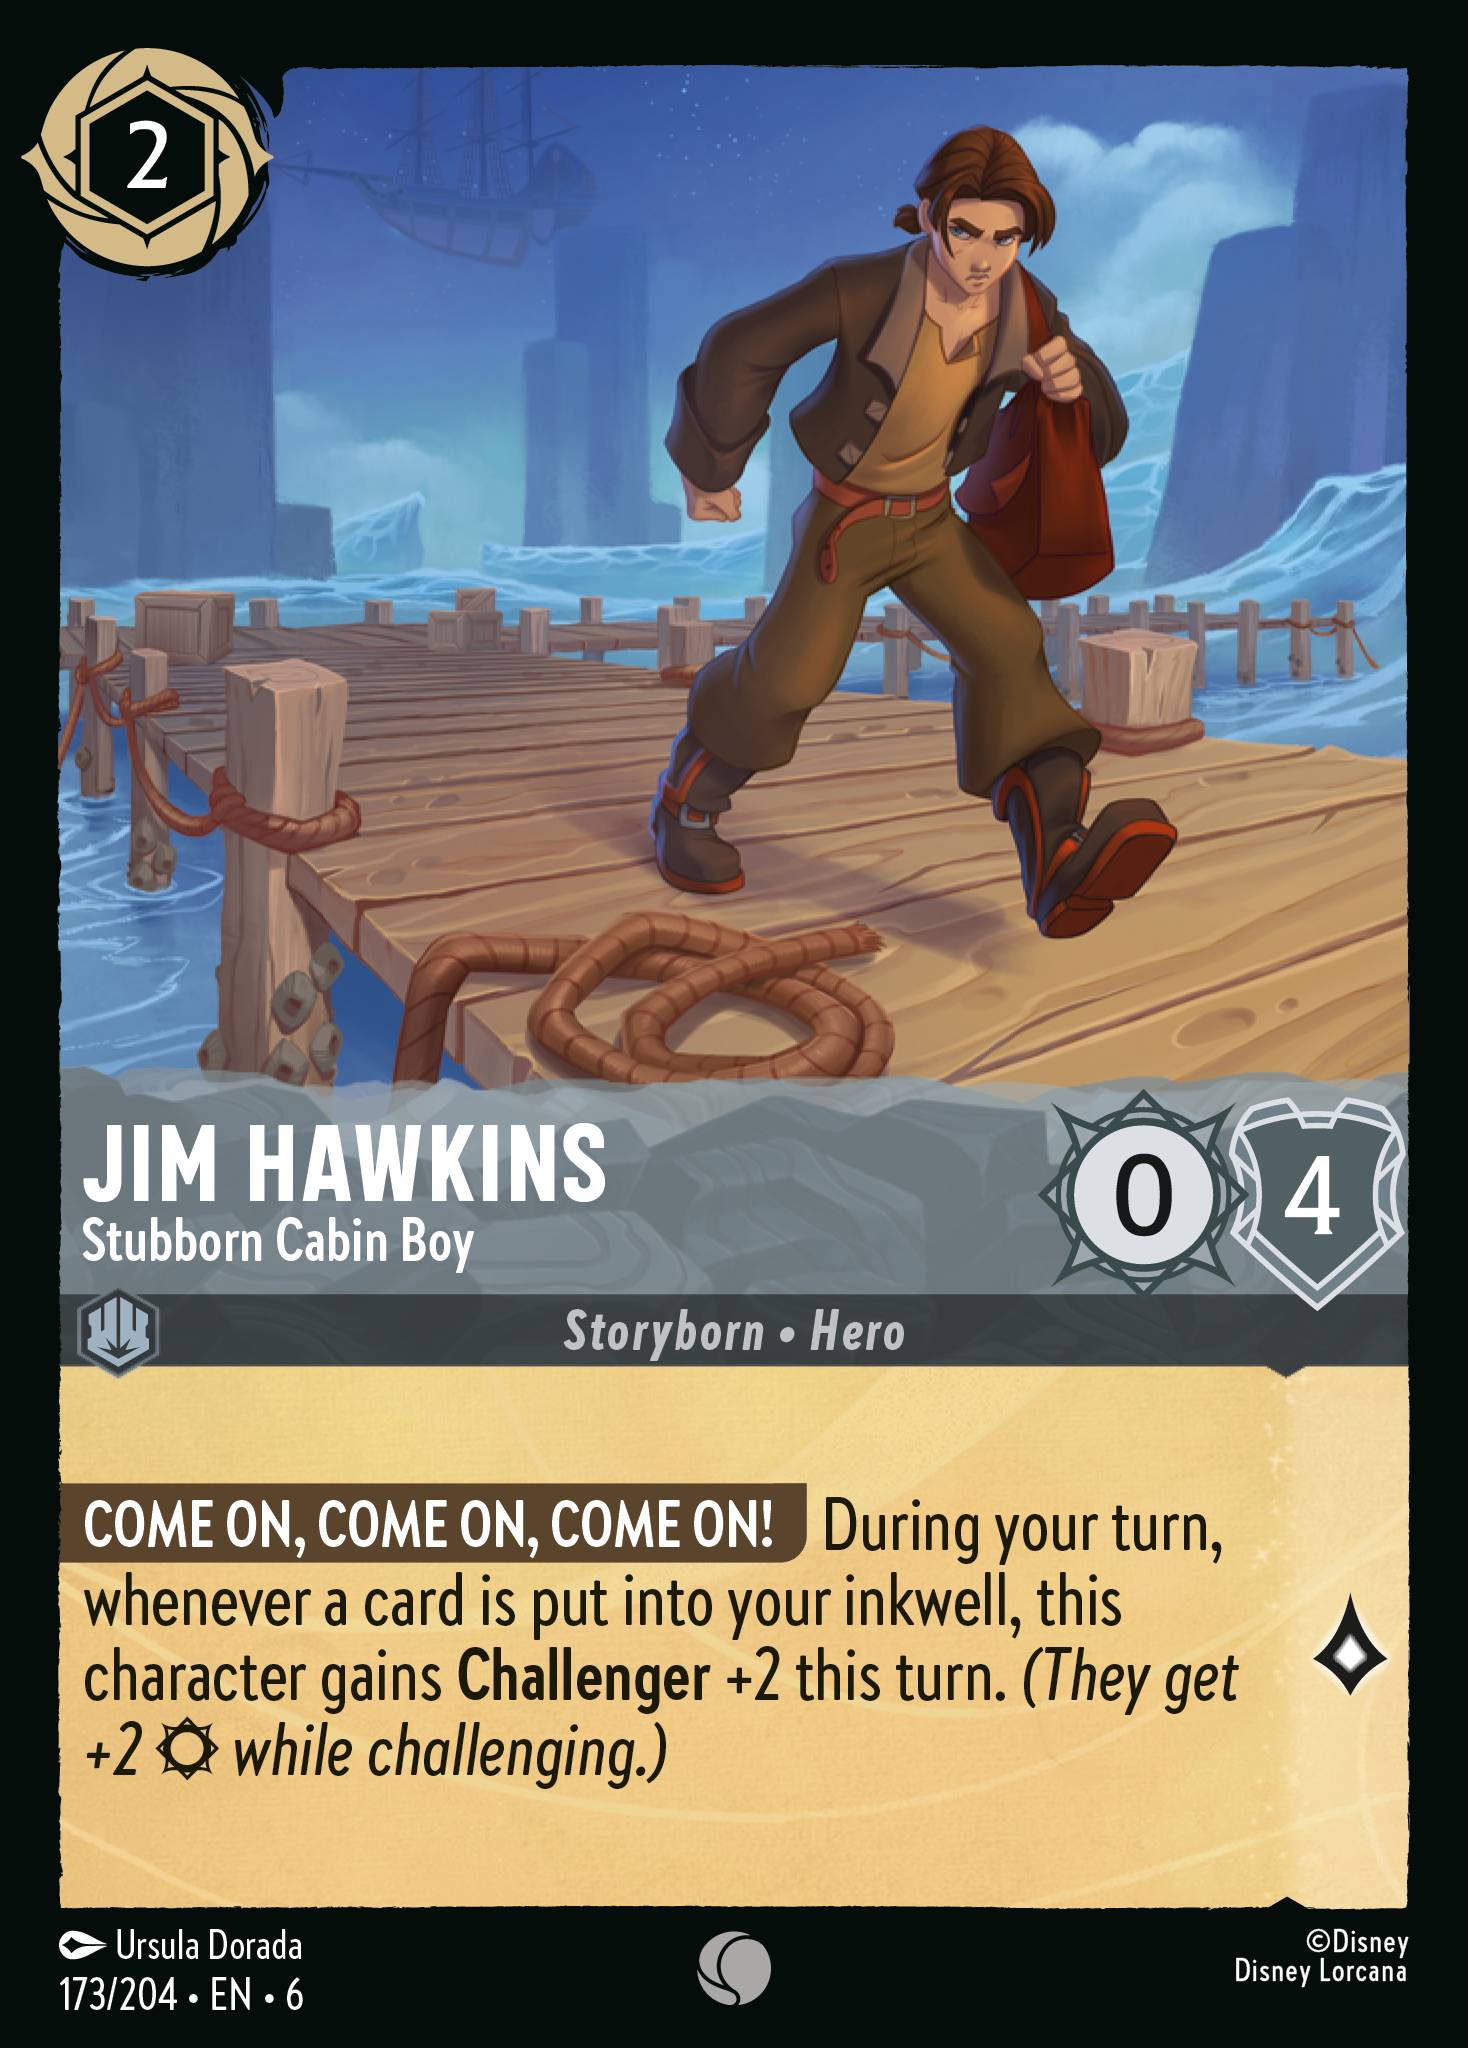 2
JIM HAWKINS
Stubborn Cabin Boy
0
4
Storyborn • Hero
COME ON, COME ON, COME ON! During your turn,
whenever a card is put into your inkwell, this
character gains Challenger +2 this turn. (They get
+2 while challenging.)
Ursula Dorada
173/204 • EN • 6
©Disney
Disney Lorcana